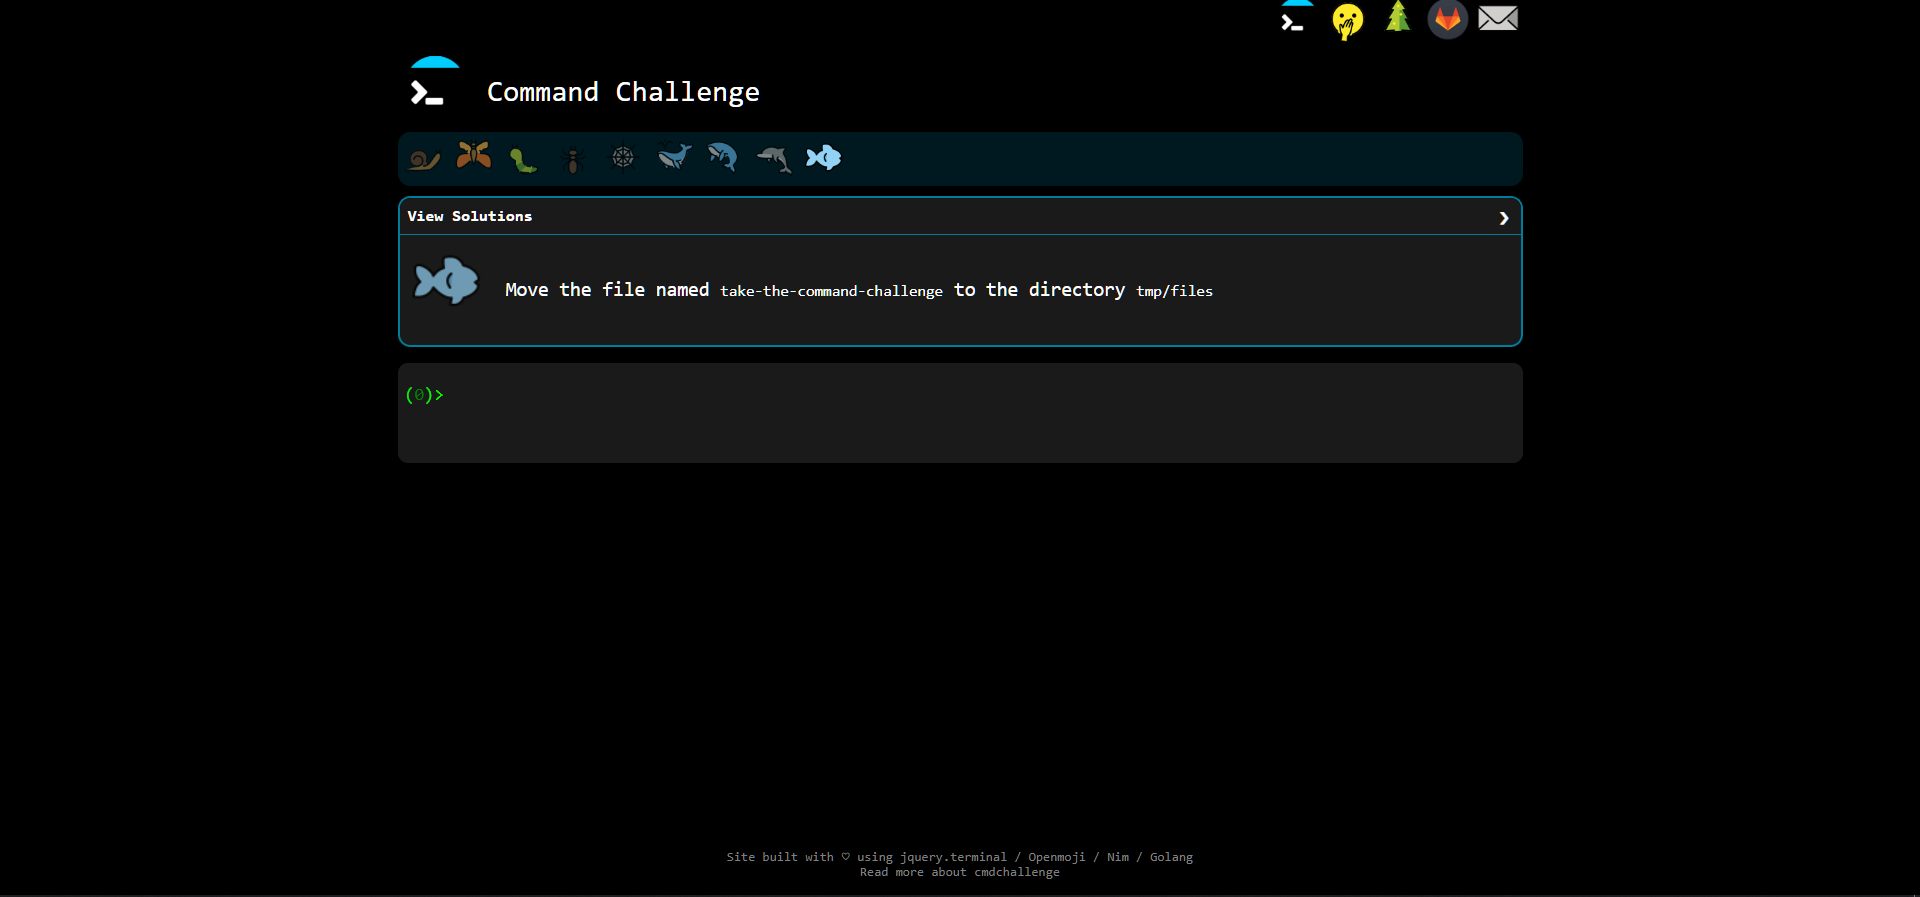 Command Challenge
View Solutions
Move the file named take-the-command-challenge to the directory tmp/files
(0)>
Site built with ♡ using jquery.terminal / Openmoji / Nim / Golang
Read more about cmdchallenge